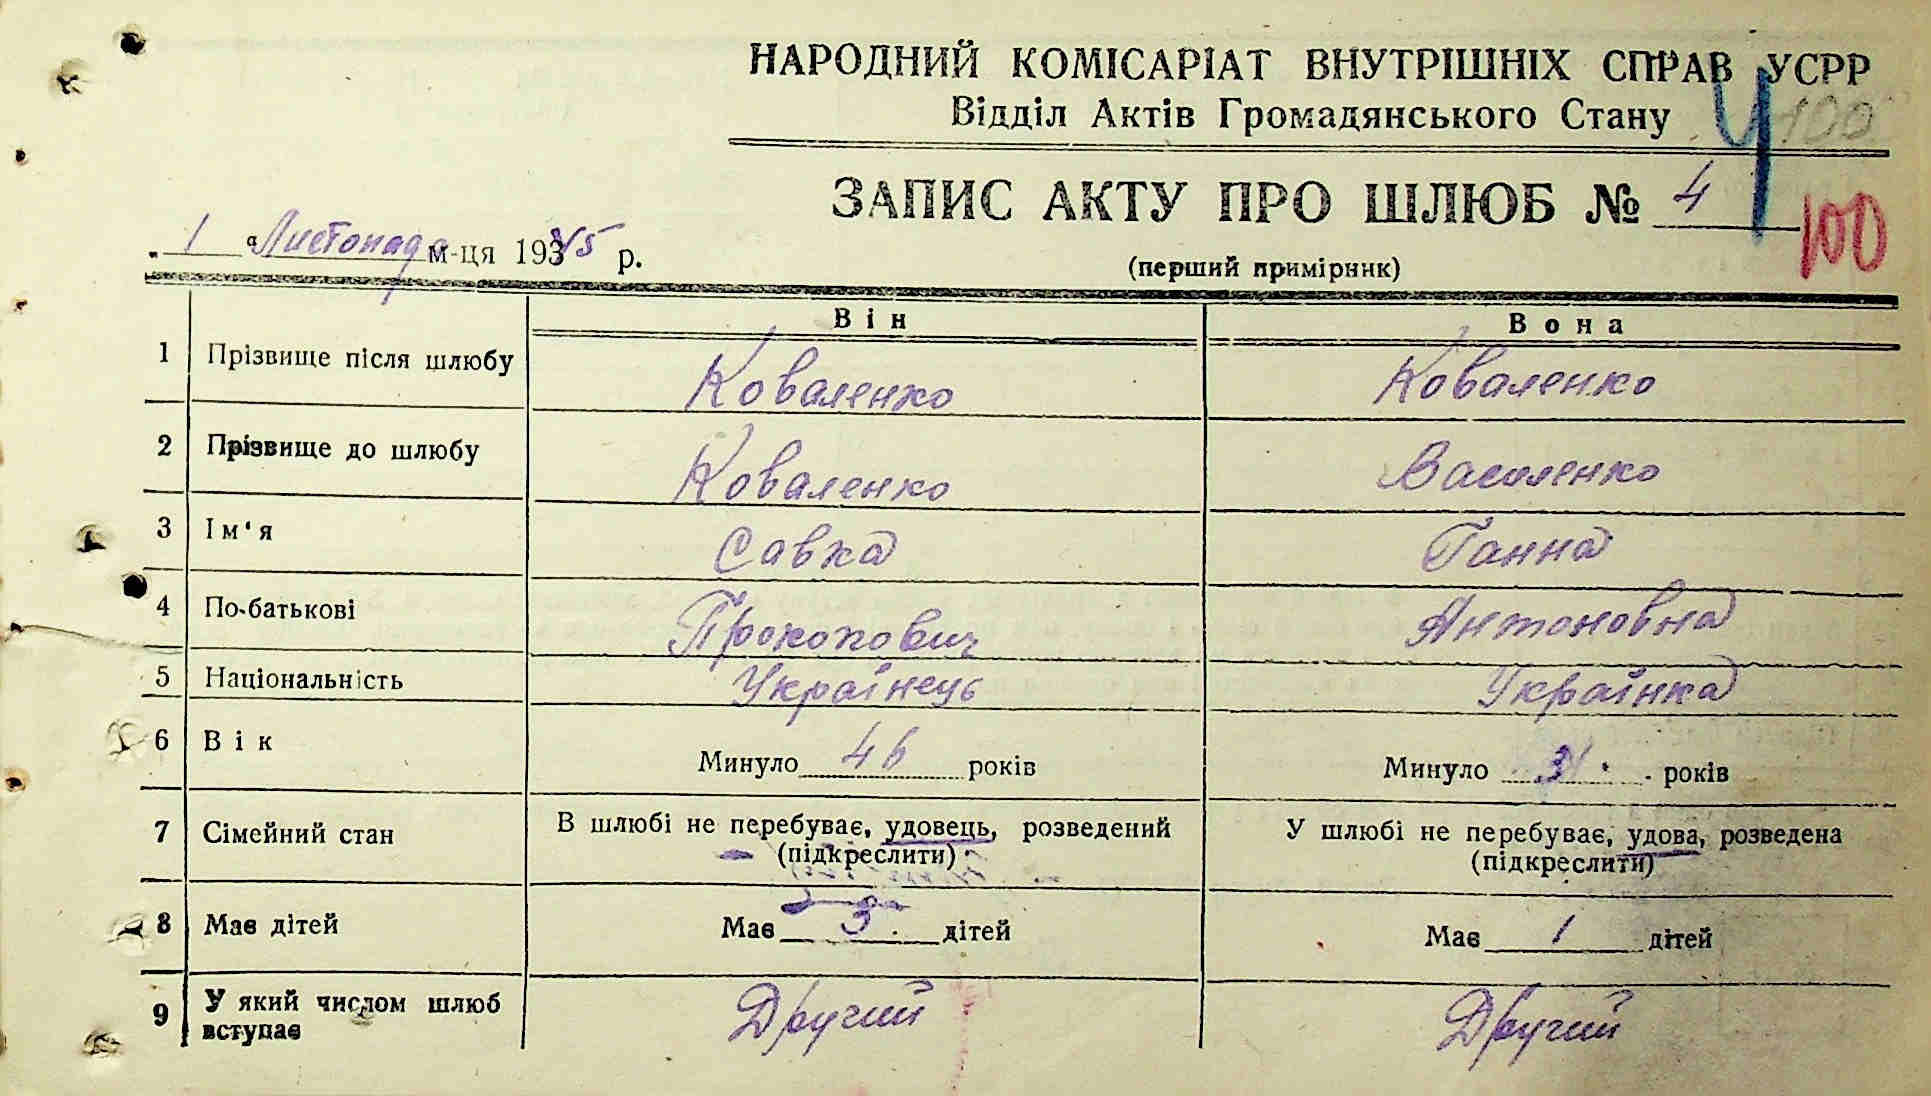 НАРОДНИЙ КОМІСАРІАТ ВНУТРІШНІХ СПРАВ УСРР
Відділ Актів Громадянського Стану
100
ЗАПИС АКТУ ПРО ШЛЮБ № 4
100
„ 1 “ Листопада м-ця 19345 р.
(перший примірник)
Він Вона
1 Прізвище після шлюбу Коваленко Коваленко
2 Прізвище до шлюбу Коваленко Василенко
3 Ім'я Савка Ганна
4 По-батькові Прокопович Антоновна
5 Національність Українець Українка
6 Вік Минуло 46 років Минуло років
7 Сімейний стан В шлюбі не перебуває, удовець, розведений У шлюбі не перебуває, удова, розведена
(підкреслити) (підкреслити)
8 Має дітей Має 3 дітей Має 1 дітей
9 У який числом шлюб вступає Другий Другий